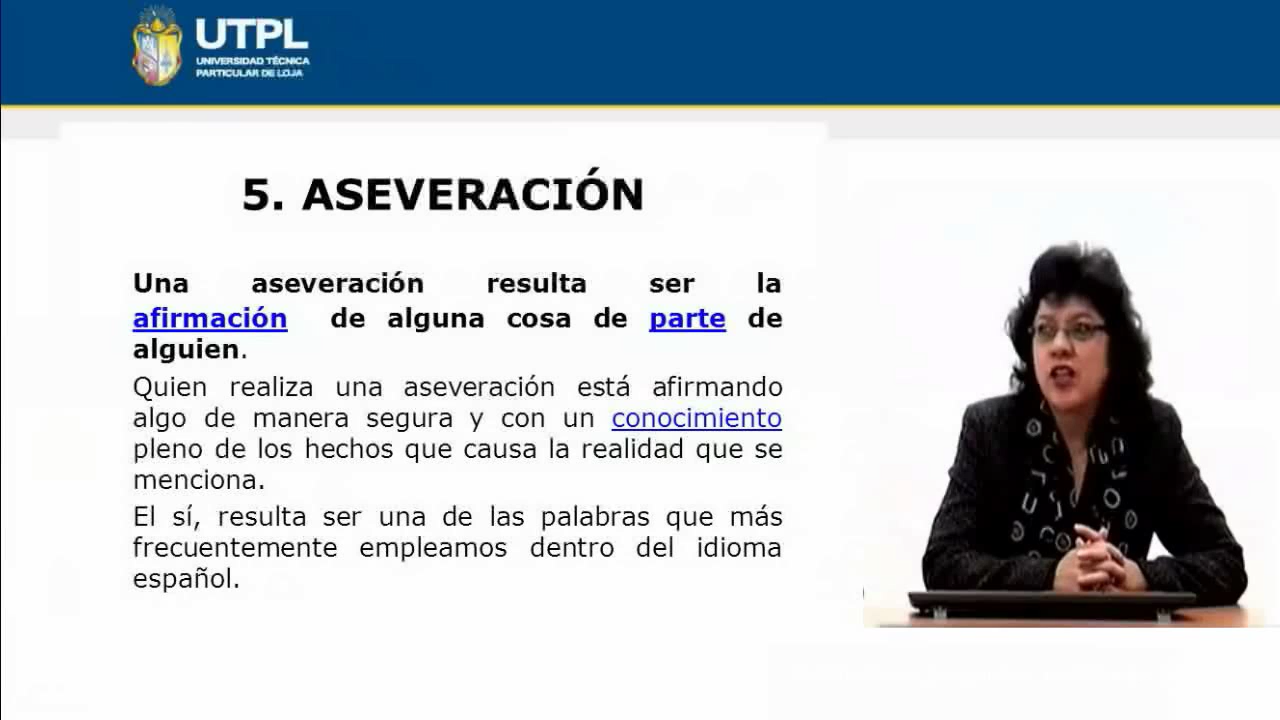 UTPL
UNIVERSIDAD TÉCNICA
PARTICULAR DE LOJA
5. ASEVERACIÓN
Una aseveración resulta ser la
afirmación de alguna cosa de parte de
alguien.
Quien realiza una aseveración está afirmando
algo de manera segura y con un conocimiento
pleno de los hechos que causa la realidad que se
menciona.
El sí, resulta ser una de las palabras que más
frecuentemente empleamos dentro del idioma
español.